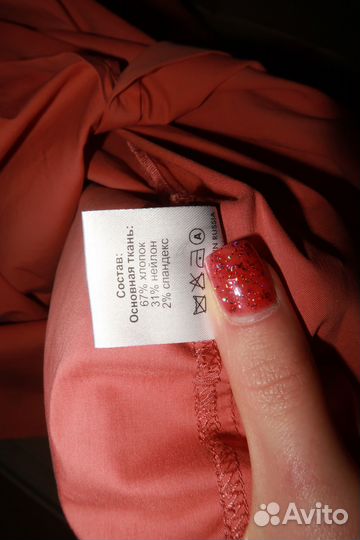 Состав:
Основная ткань:
67% хлопок
31% нейлон
2% спандекс
IN RUSSIA
A
Avito